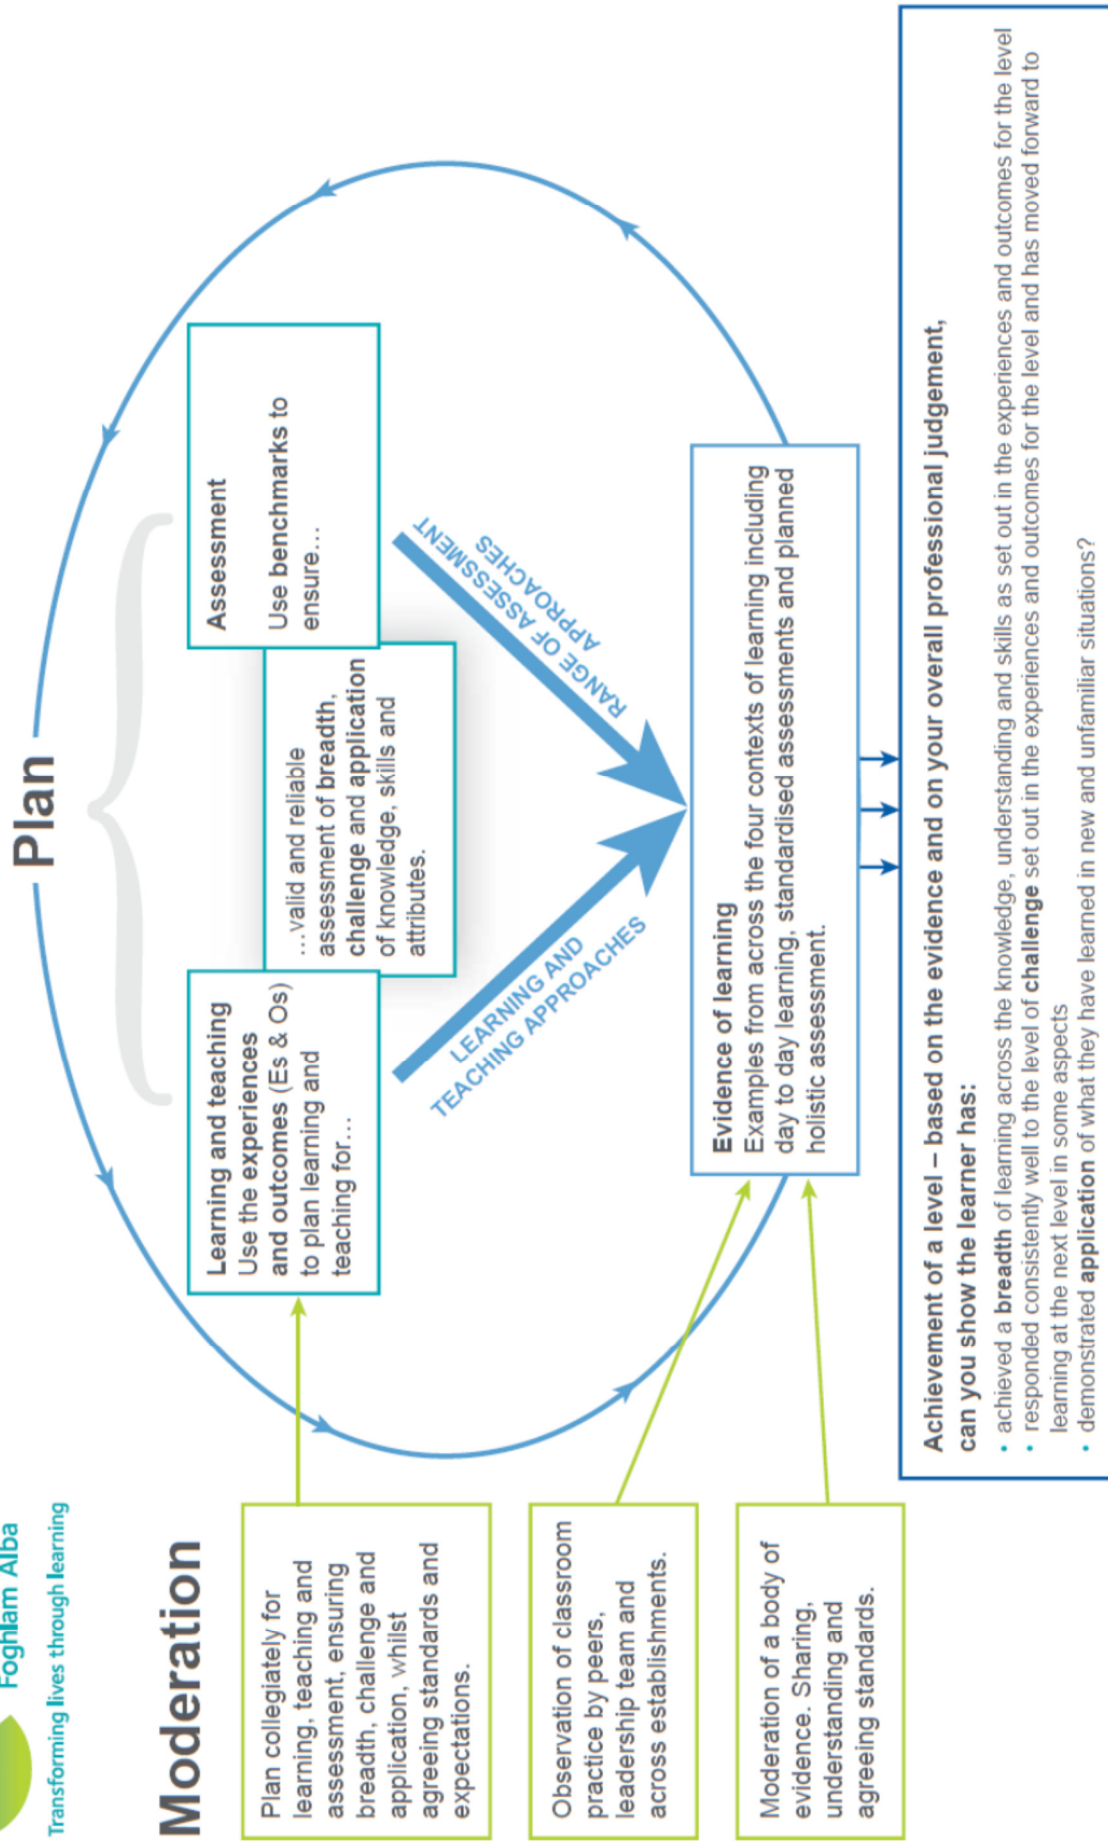 Foghlam Alba
Transforming lives through learning
Plan
Moderation
Plan collegiately for
learning, teaching and
assessment, ensuring
breadth, challenge and
application, whilst
agreeing standards and
expectations.
Observation of classroom
practice by peers,
leadership team and
across establishments.
Moderation of a body of
evidence. Sharing,
understanding and
agreeing standards.
Learning and teaching
Use the experiences
and outcomes (Es & Os)
to plan learning and
teaching for...
...valid and reliable
assessment of breadth,
challenge and application
of knowledge, skills and
attributes.
Assessment
Use benchmarks to
ensure...
LEARNING AND
TEACHING APPROACHES
RANGE OF ASSESSMENT
APPROACHES
Evidence of learning
Examples from across the four contexts of learning including
day to day learning, standardised assessments and planned
holistic assessment.
Achievement of a level – based on the evidence and on your overall professional judgement,
can you show the learner has:
• achieved a breadth of learning across the knowledge, understanding and skills as set out in the experiences and outcomes for the level
• responded consistently well to the level of challenge set out in the experiences and outcomes for the level and has moved forward to
learning at the next level in some aspects
• demonstrated application of what they have learned in new and unfamiliar situations?